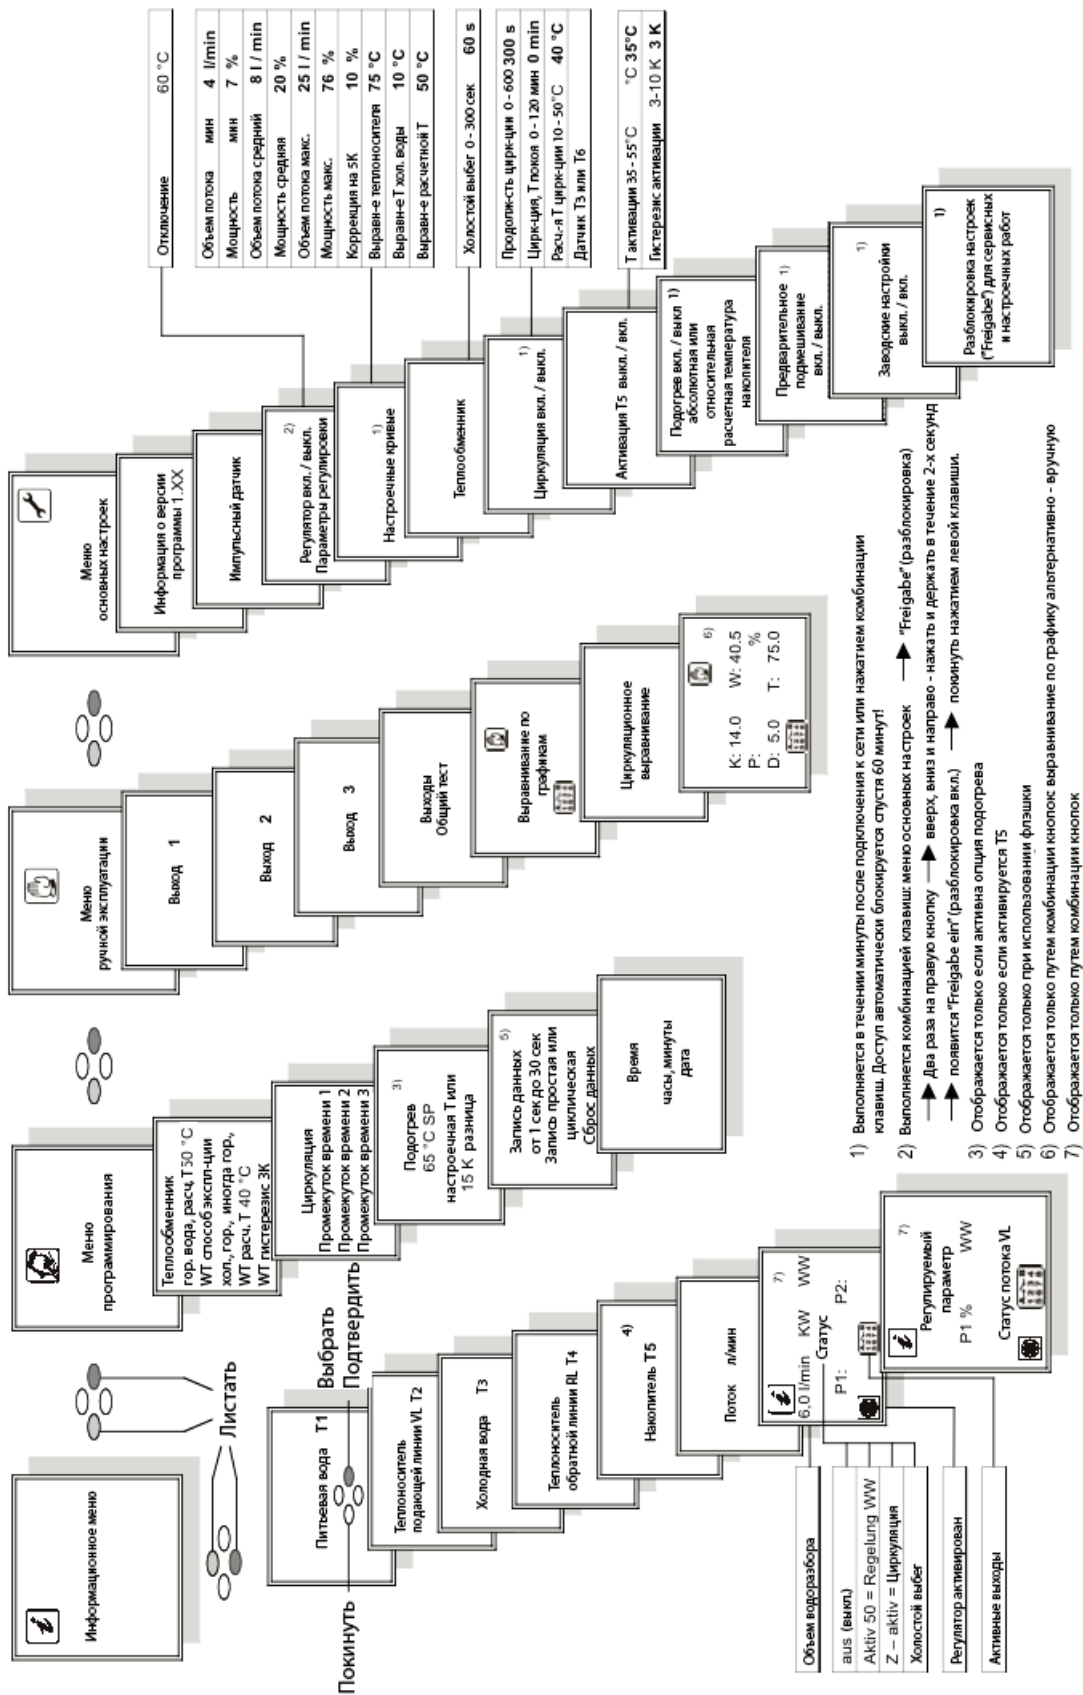 Информационное меню
Листать
Питьевая вода T1
Покинуть
Выбрать
Подтвердить
Теплоноситель
подающей линии VL T2
Холодная вода T3
Теплоноситель
обратной линии RL T4
4)
Накопитель T5
Поток л/мин
7)
6,0 l/min KW WW
Статус
P1: P2:
7)
Регулируемый
параметр
P1 % WW
Статус потока VL
Объем водоразбора
aus (выкл.)
Aktiv 50 = Regelung WW
Z – aktiv = Циркуляция
Холостой выбег
Регулятор активирован
Активные выходы
Меню
программирования
Теплообменник
гор. вода, расч. T 50 °C
WT способ экспл-ции
хол., гор., иногда гор.,
WT расч. T 40 °C
WT гистерезис 3K
Циркуляция
Промежуток времени 1
Промежуток времени 2
Промежуток времени 3
3)
Подогрев
65 °C SP
настроечная T или
15 K разница
5)
Запись данных
от 1 сек до 30 сек
Запись простая или
циклическая
Сброс данных
Время
часы, минуты
дата
Меню
ручной эксплуатации
Выход 1
Выход 2
Выход 3
Выходы
Общий тест
Выравнивание по
графикам
Циркуляционное
выравнивание
6)
K: 14.0 W: 40.5
P: %
D: 5.0 T: 75.0
Меню
основных настроек
Информация о версии
программы 1.XX
Импульсный датчик
2)
Регулятор вкл. / выкл.
Параметры регулировки
1)
Настроечные кривые
Теплообменник
1)
Циркуляция вкл. / выкл.
Активация T5 выкл. / вкл.
Подогрев вкл. / выкл 1)
абсолютная или
относительная
расчетная температура
накопителя
Предварительное 1)
подмешивание
вкл. / выкл.
1)
Заводские настройки
выкл. / вкл.
1)
Разблокировка настроек
("Freigabe") для сервисных
и настроечных работ
Отключение 60 °C
Объем потока мин 4 l/min
Мощность мин 7 %
Объем потока средний 8 l / min
Мощность средняя 20 %
Объем потока макс. 25 l / min
Мощность макс. 76 %
Коррекция на 5K 10 %
Выравн-е теплоносителя 75 °C
Выравн-е T хол. воды 10 °C
Выравн-е расчетной T 50 °C
Холостой выбег 0 - 300 сек 60 s
Продолж-сть цирк-ции 0 - 600 300 s
Цирк-ция, T покоя 0 -120 мин 0 min
Расч-я T цирк-ции 10 - 50°C 40 °C
Датчик T3 или T6
T активации 35 - 55°C °C 35°C
Гистерезис активации 3-10 K 3 K
1) Выполняется в течении минуты после подключения к сети или нажатием комбинации
клавиш. Доступ автоматически блокируется спустя 60 минут!
2) Выполняется комбинацией клавиш: меню основных настроек → "Freigabe" (разблокировка)
→ Два раза на правую кнопку → вверх, вниз и направо - нажать и держать в течение 2-х секунд
→ появится "Freigabe ein" (разблокировка вкл.) → покинуть нажатием левой клавиши.
3) Отображается только если активна опция подогрева
4) Отображается только если активируется T5
5) Отображается только при использовании флэшки
6) Отображается только путем комбинации кнопок: выравнивание по графику альтернативно - вручную
7) Отображается только путем комбинации кнопок